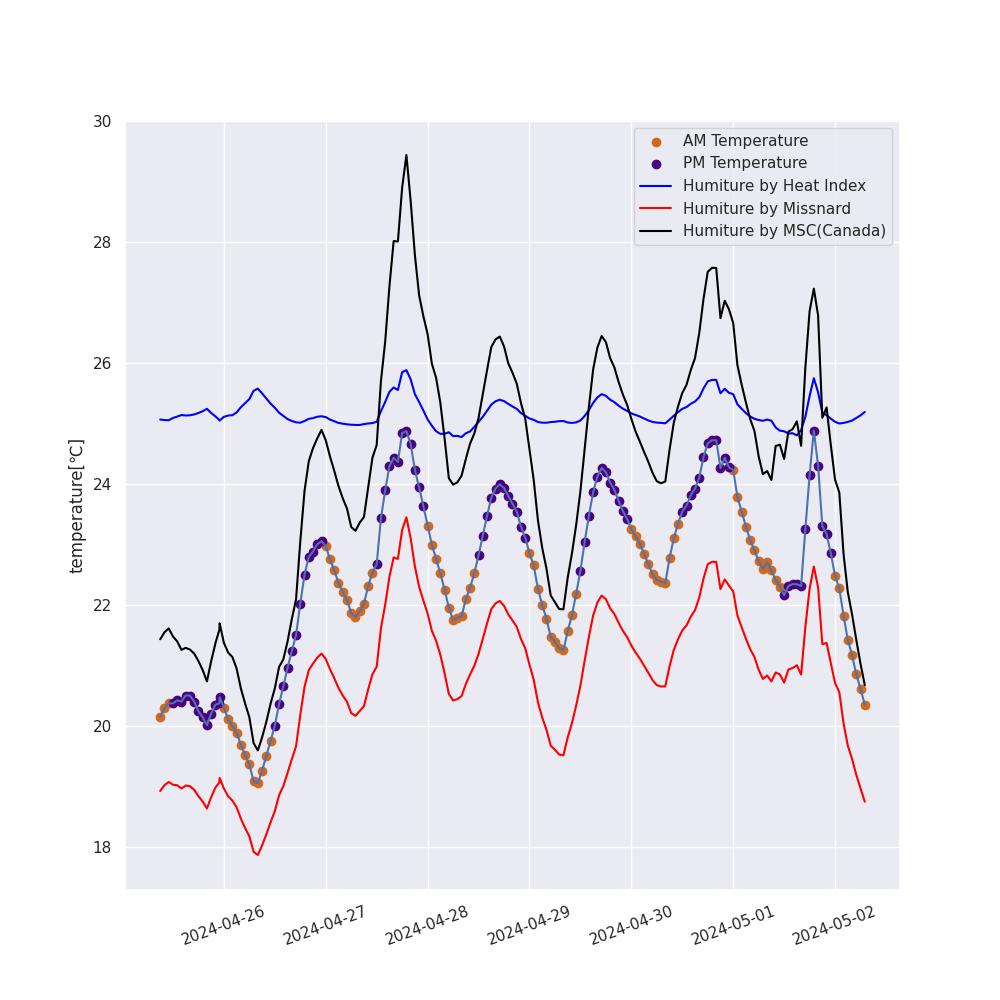 30
28
26
24
22
20
18
temperature[℃]
AM Temperature
PM Temperature
Humiture by Heat Index
Humiture by Missnard
Humiture by MSC(Canada)
2024-04-26
2024-04-27
2024-04-28
2024-04-29
2024-04-30
2024-05-01
2024-05-02